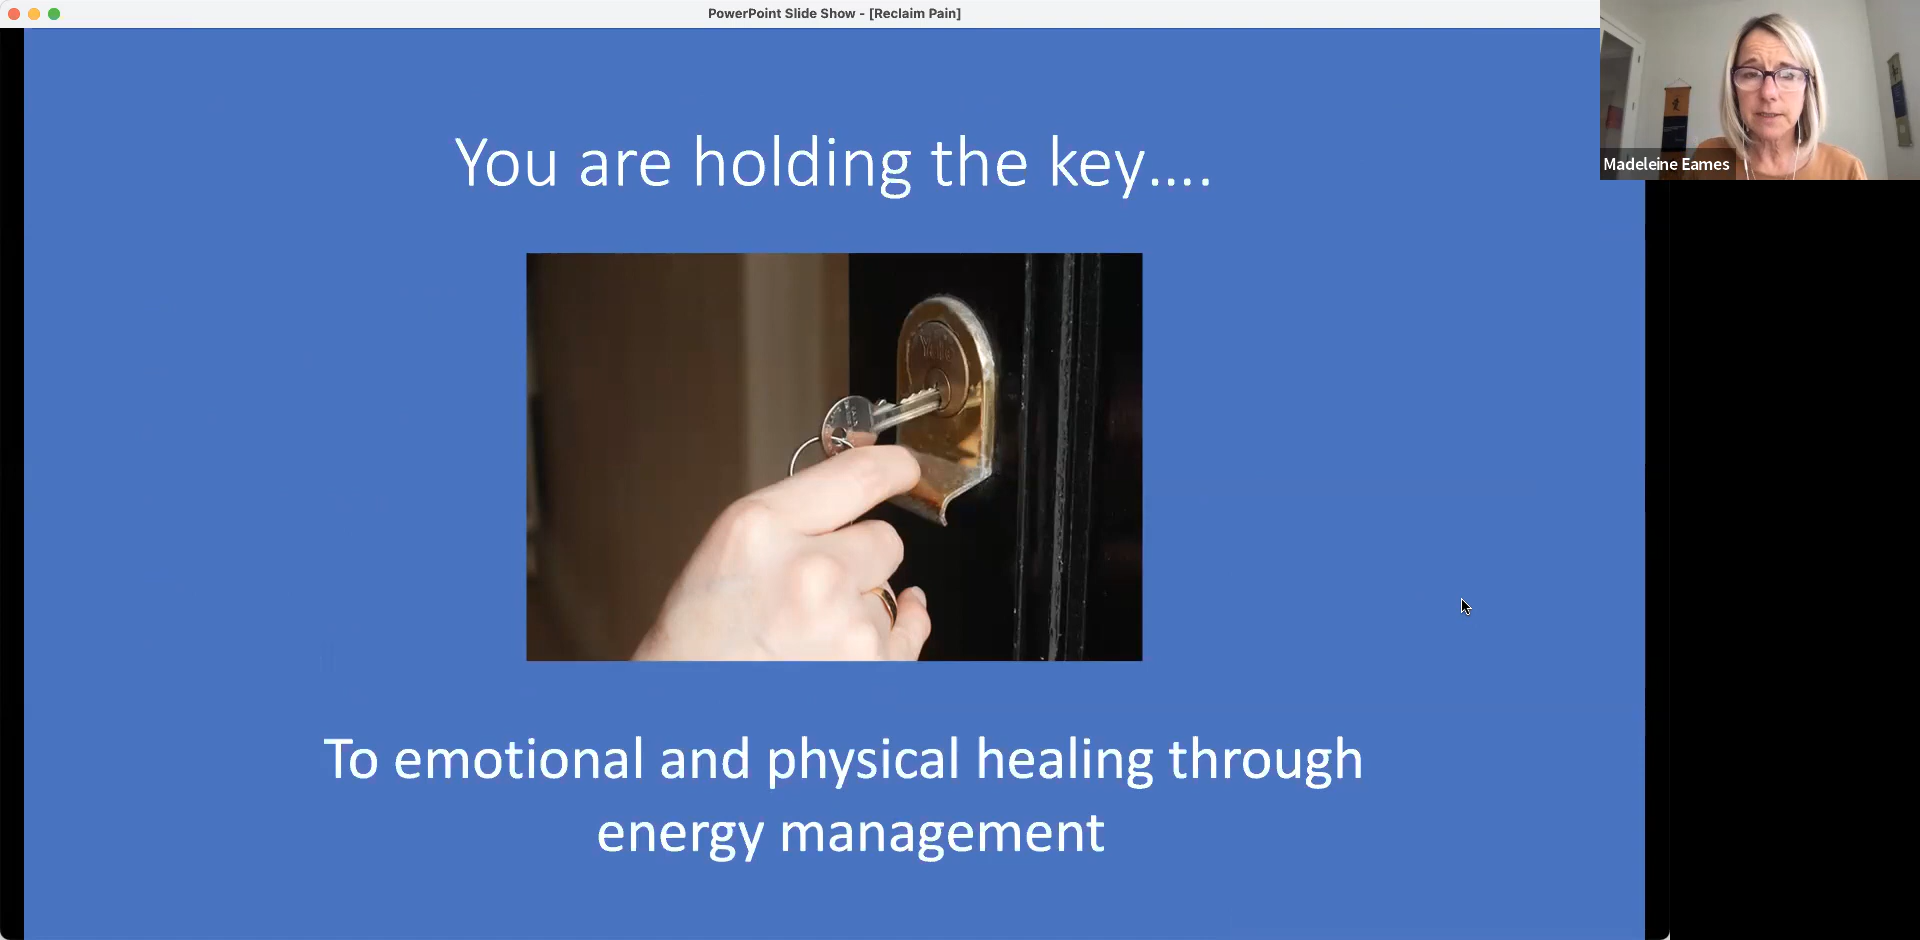 PowerPoint Slide Show - [Reclaim Pain]
You are holding the key....
Yale
To emotional and physical healing through
energy management
Madeleine Eames